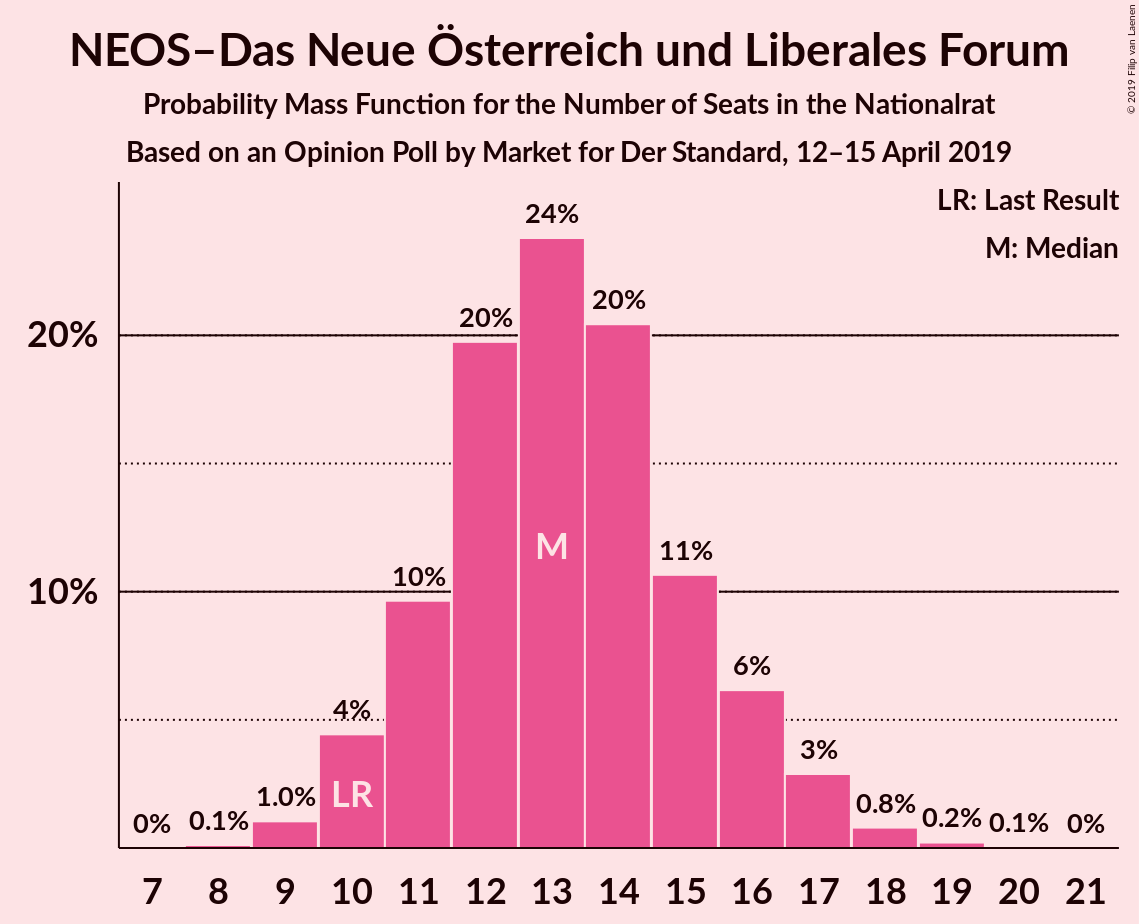 NEOS–Das Neue Österreich und Liberales Forum
Probability Mass Function for the Number of Seats in the Nationalrat
Based on an Opinion Poll by Market for Der Standard, 12–15 April 2019
© 2019 Filip van Laenen
LR: Last Result
M: Median
24%
20%
20%
20%
M
11%
10%
10%
6%
4%
3%
LR
1.0%
0.8%
0.2%
0.1%
0.1%
0%
0%
7 8 9 10 11 12 13 14 15 16 17 18 19 20 21